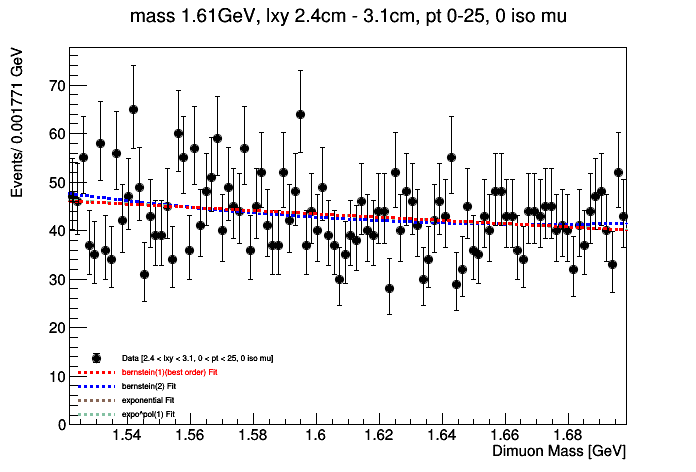 mass 1.61GeV, lxy 2.4cm - 3.1cm, pt 0-25, 0 iso mu
Events/ 0.001771 GeV
70
60
50
40
30
20
10
0
Data [2.4 < lxy < 3.1, 0 < pt < 25, 0 iso mu]
bernstein(1)(best order) Fit
bernstein(2) Fit
exponential Fit
expo*pol(1) Fit
1.54 1.56 1.58 1.6 1.62 1.64 1.66 1.68
Dimuon Mass [GeV]